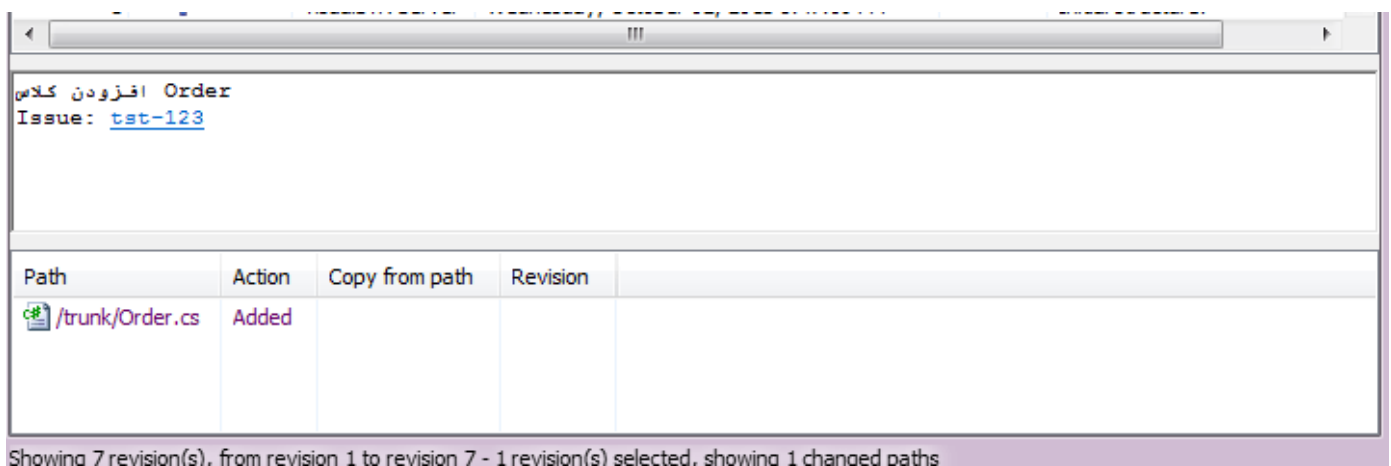 افزودن کلاس Order
Issue: tst-123
Path Action Copy from path Revision
/trunk/Order.cs Added
Showing 7 revision(s), from revision 1 to revision 7 - 1 revision(s) selected, showing 1 changed paths